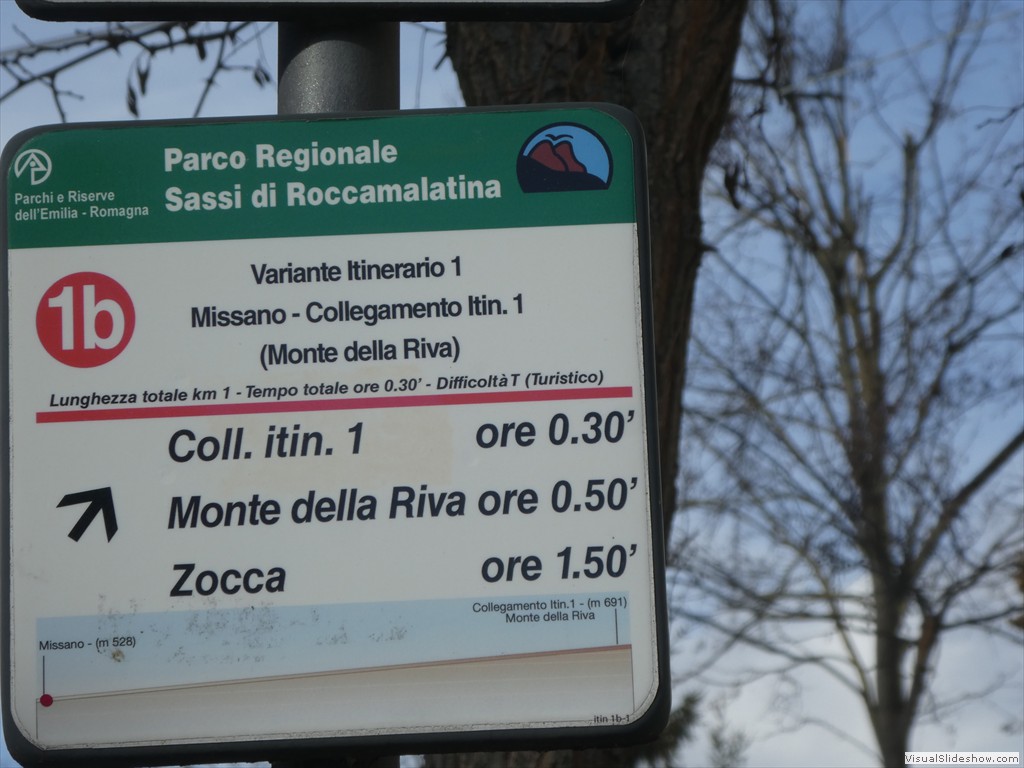 Parchi e Riserve
dell'Emilia - Romagna
Parco Regionale
Sassi di Roccamalatina
1b
Variante Itinerario 1
Missano - Collegamento Itin. 1
(Monte della Riva)
Lunghezza totale km 1 - Tempo totale ore 0.30' - Difficoltà T (Turistico)
Coll. itin. 1 ore 0.30'
Monte della Riva ore 0.50'
Zocca ore 1.50'
Collegamento Itin.1 - (m 691)
Monte della Riva
Missano - (m 528)
itin 1b-1
VisualSlideshow.com